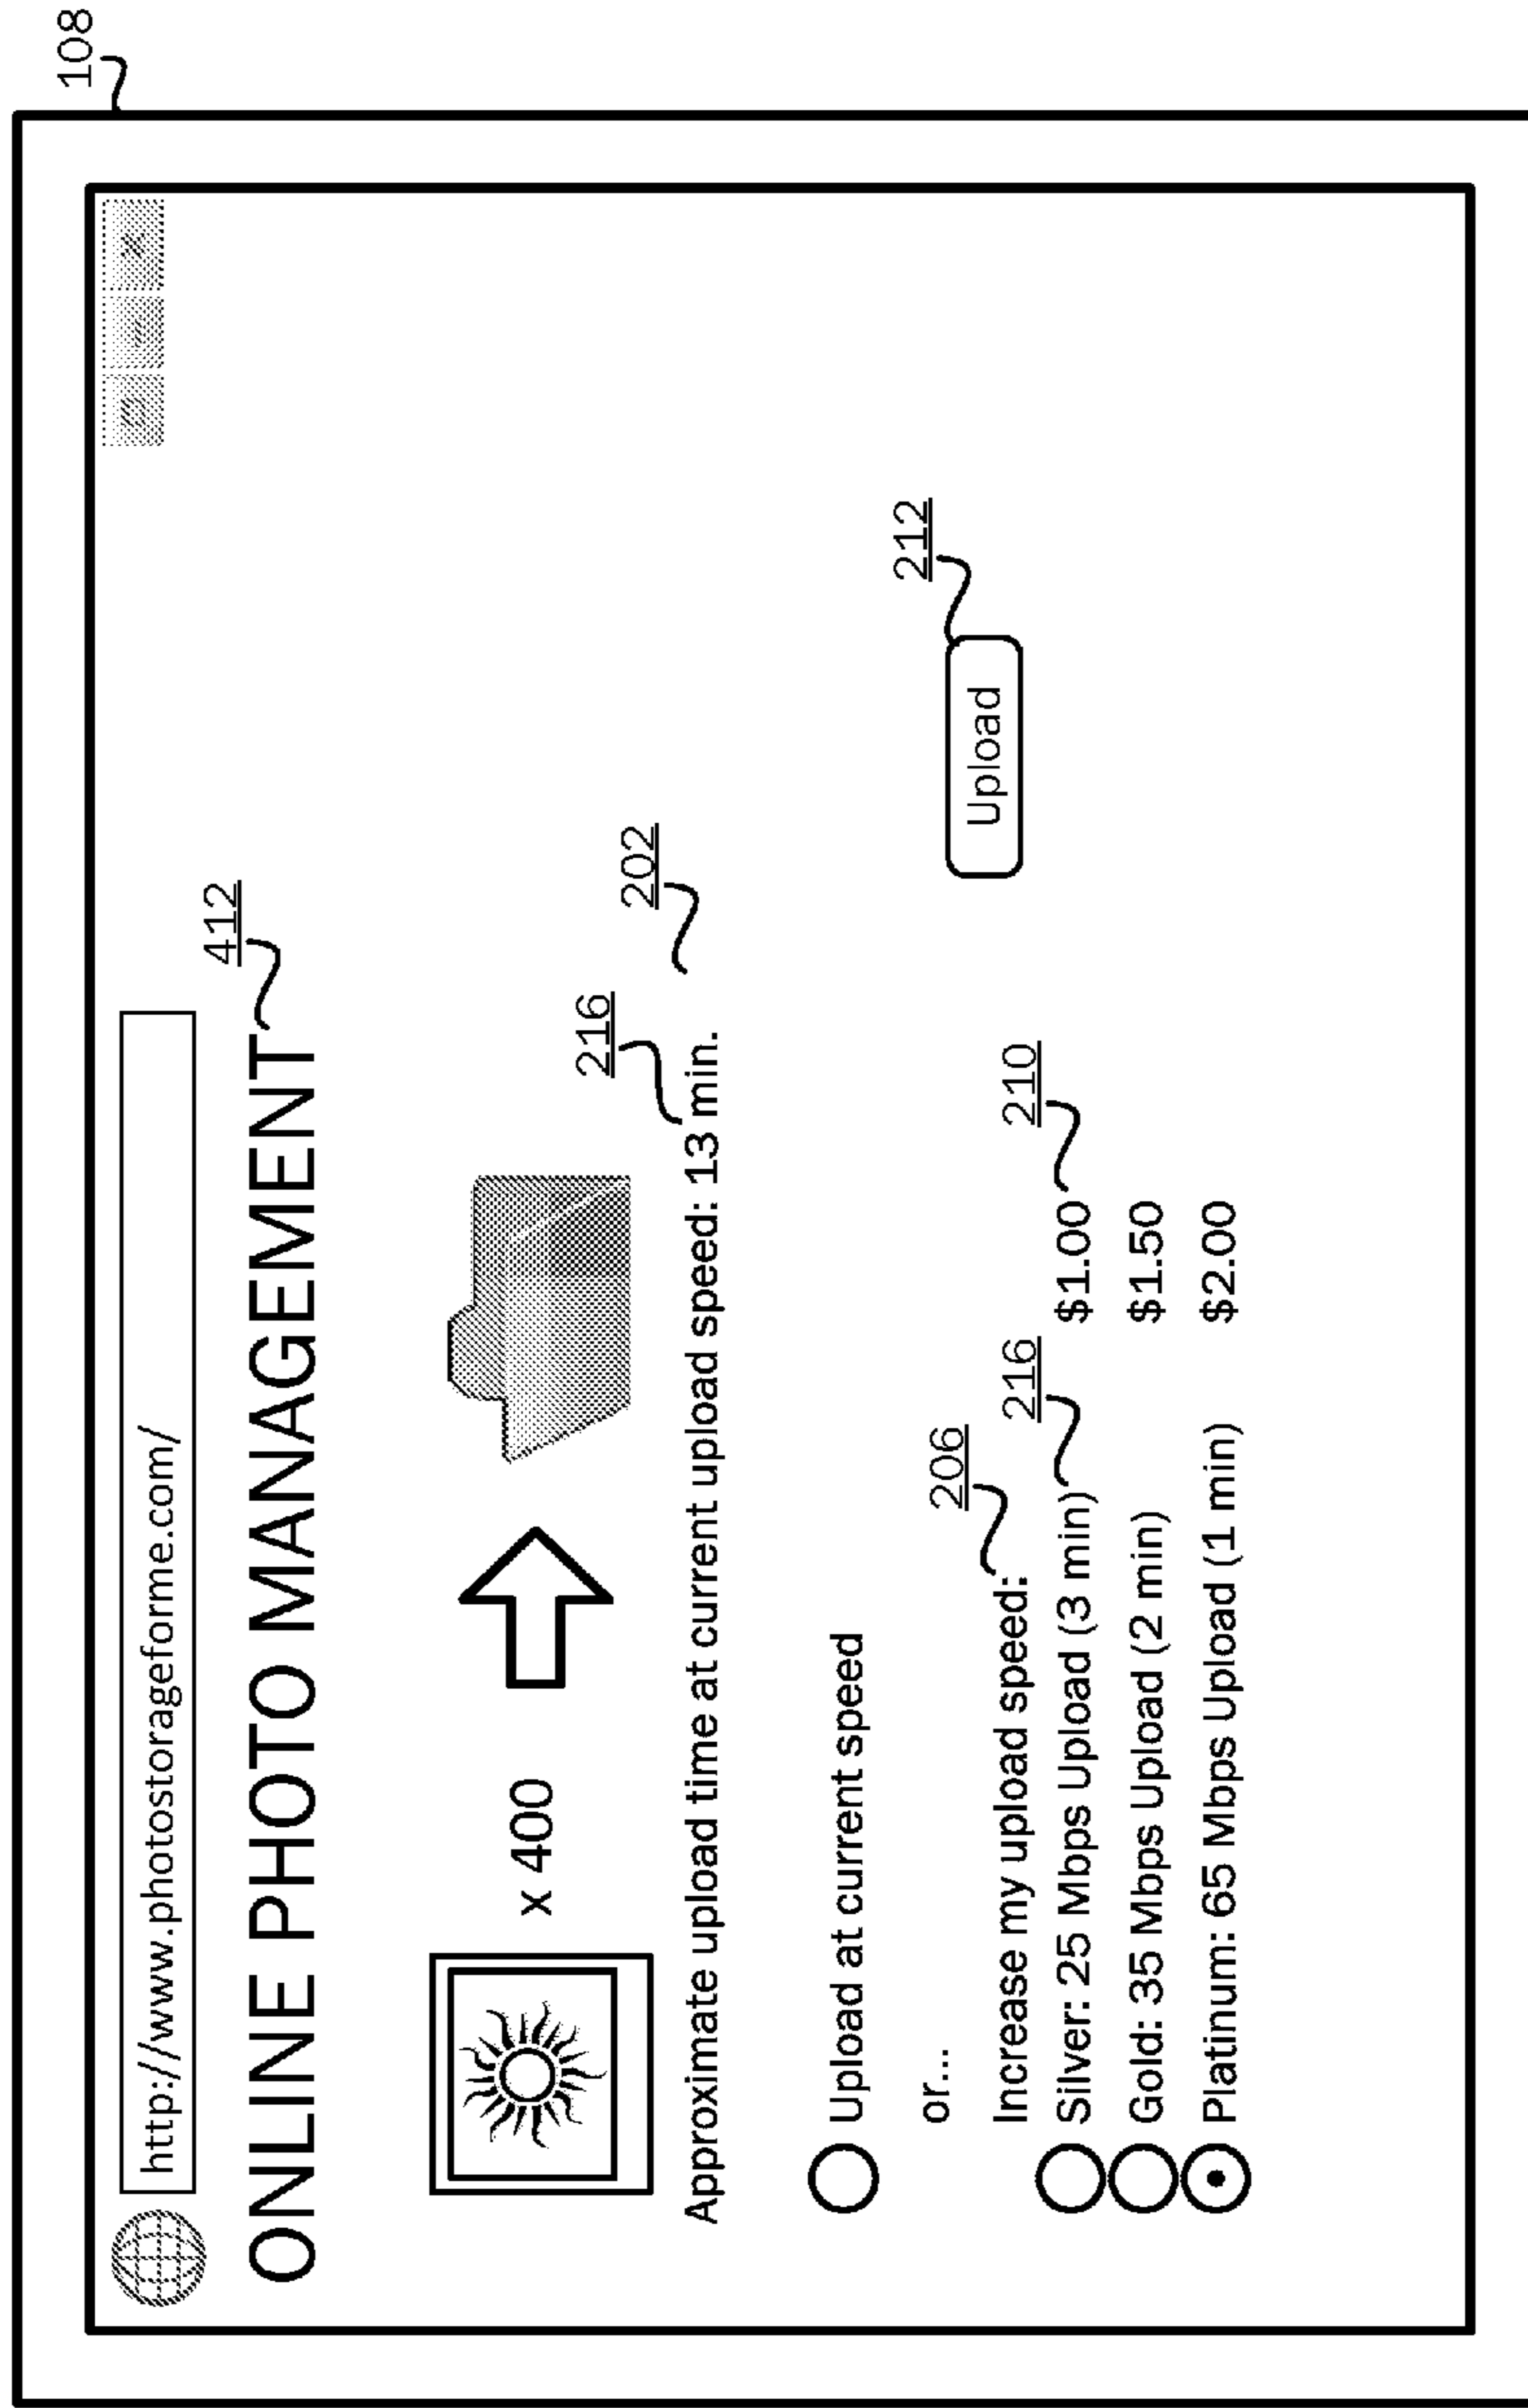 108
http://www.photostorageforme.com/
412
ONLINE PHOTO MANAGEMENT
x 400
216
202
Approximate upload time at current upload speed: 13 min.
Upload at current speed
212
or...
206
Upload
Increase my upload speed:
216
210
Silver: 25 Mbps Upload (3 min) $1.00
Gold: 35 Mbps Upload (2 min) $1.50
Platinum: 65 Mbps Upload (1 min) $2.00